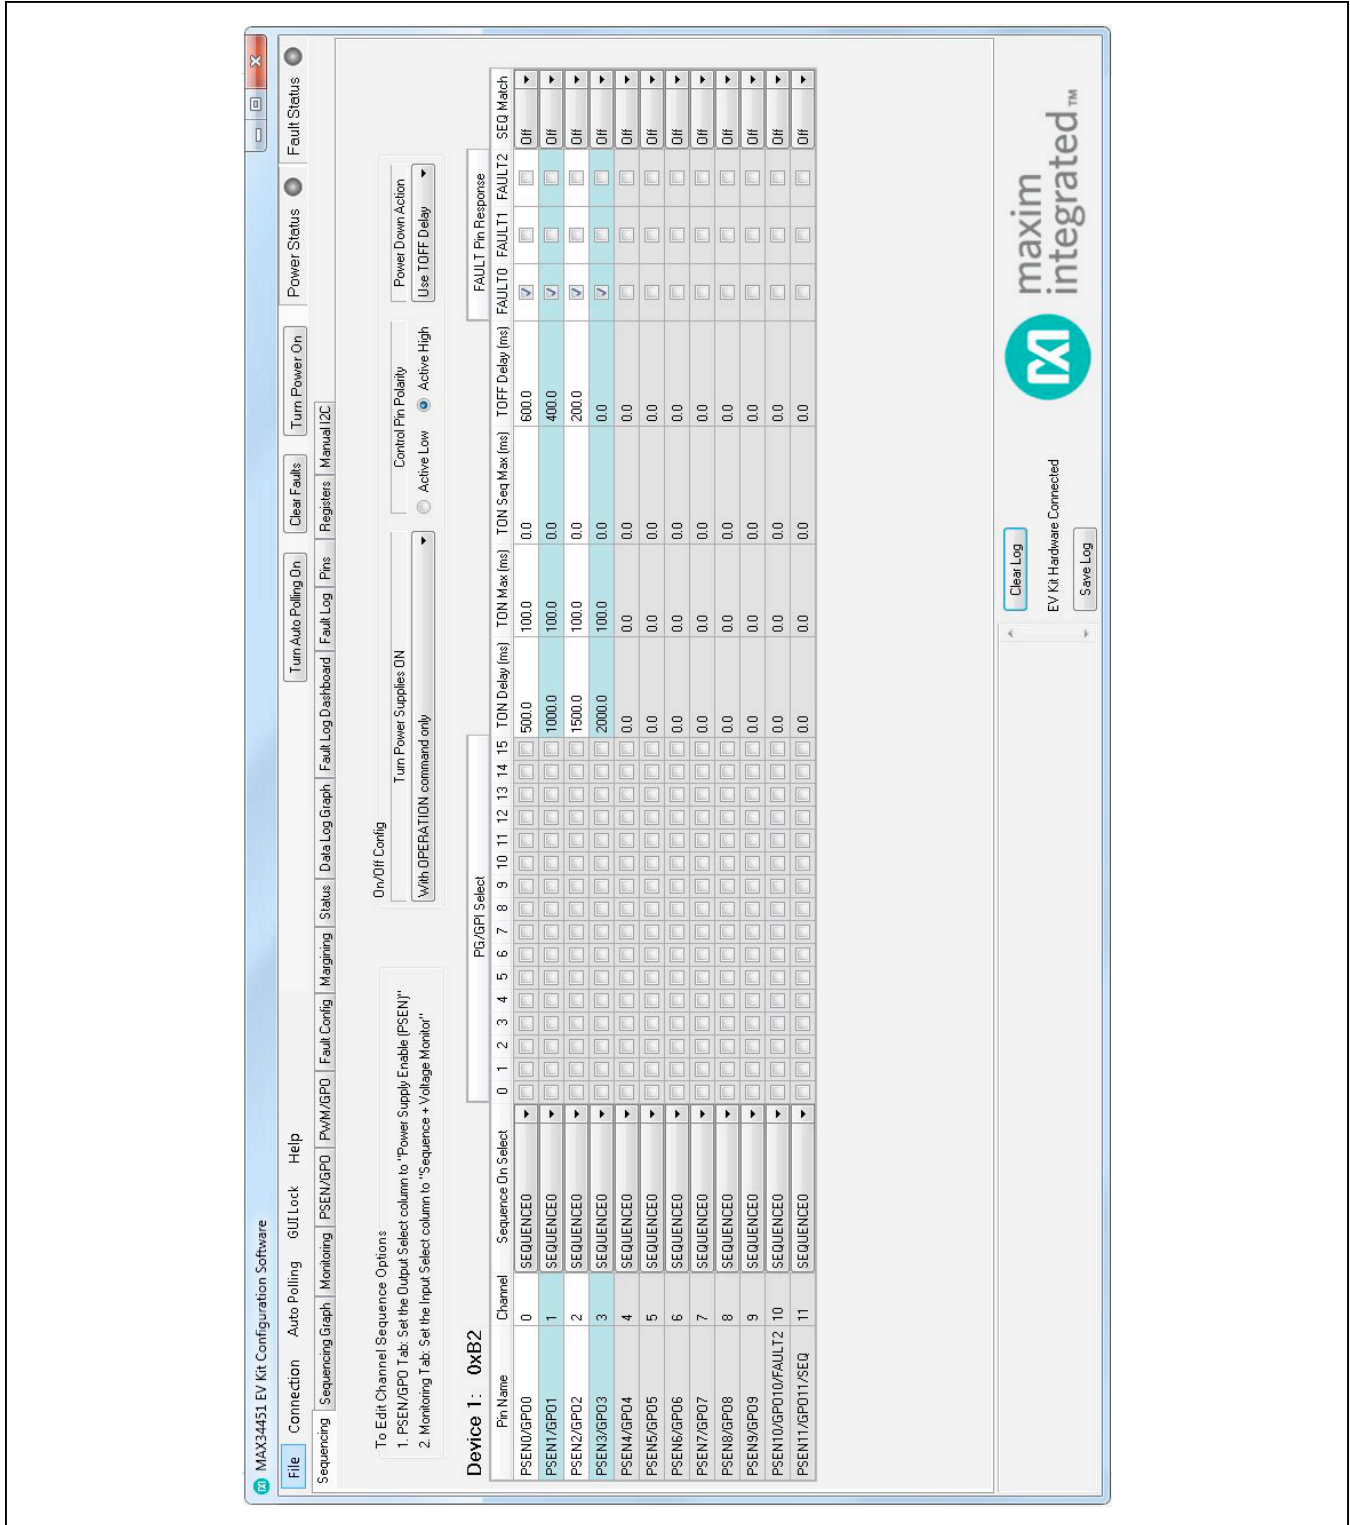 MAX34451 EV Kit Configuration Software
File Connection Auto Polling GUI Lock Help Turn Auto Polling On Clear Faults Turn Power On Power Status Fault Status
Sequencing Sequencing Graph Monitoring PSEN/GPO PWM/GPO Fault Config Margining Status Data Log Graph Fault Log Dashboard Fault Log Pins Registers Manual I2C
To Edit Channel Sequence Options
1. PSEN/GPO Tab: Set the Output Select column to "Power Supply Enable (PSEN)"
2. Monitoring Tab: Set the Input Select column to "Sequence + Voltage Monitor"
On/Off Config
Turn Power Supplies ON Control Pin Polarity Power Down Action
With OPERATION command only Active Low Active High Use TOFF Delay
Device 1: 0xB2
PG/GPI Select FAULT Pin Response
Pin Name Channel Sequence On Select 0 1 2 3 4 5 6 7 8 9 10 11 12 13 14 15 TON Delay (ms) TON Max (ms) TON Seq Max (ms) TOFF Delay (ms) FAULT0 FAULT1 FAULT2 SEQ Match
PSEN0/GPO0 0 SEQUENCE0 500.0 100.0 0.0 600.0 Off
PSEN1/GPO1 1 SEQUENCE0 1000.0 100.0 0.0 400.0 Off
PSEN2/GPO2 2 SEQUENCE0 1500.0 100.0 0.0 200.0 Off
PSEN3/GPO3 3 SEQUENCE0 2000.0 100.0 0.0 0.0 Off
PSEN4/GPO4 4 SEQUENCE0 0.0 0.0 0.0 0.0 Off
PSEN5/GPO5 5 SEQUENCE0 0.0 0.0 0.0 0.0 Off
PSEN6/GPO6 6 SEQUENCE0 0.0 0.0 0.0 0.0 Off
PSEN7/GPO7 7 SEQUENCE0 0.0 0.0 0.0 0.0 Off
PSEN8/GPO8 8 SEQUENCE0 0.0 0.0 0.0 0.0 Off
PSEN9/GPO9 9 SEQUENCE0 0.0 0.0 0.0 0.0 Off
PSEN10/GPO10/FAULT2 10 SEQUENCE0 0.0 0.0 0.0 0.0 Off
PSEN11/GPO11/SEQ 11 SEQUENCE0 0.0 0.0 0.0 0.0 Off
Clear Log
EV Kit Hardware Connected
Save Log
maxim
integrated™